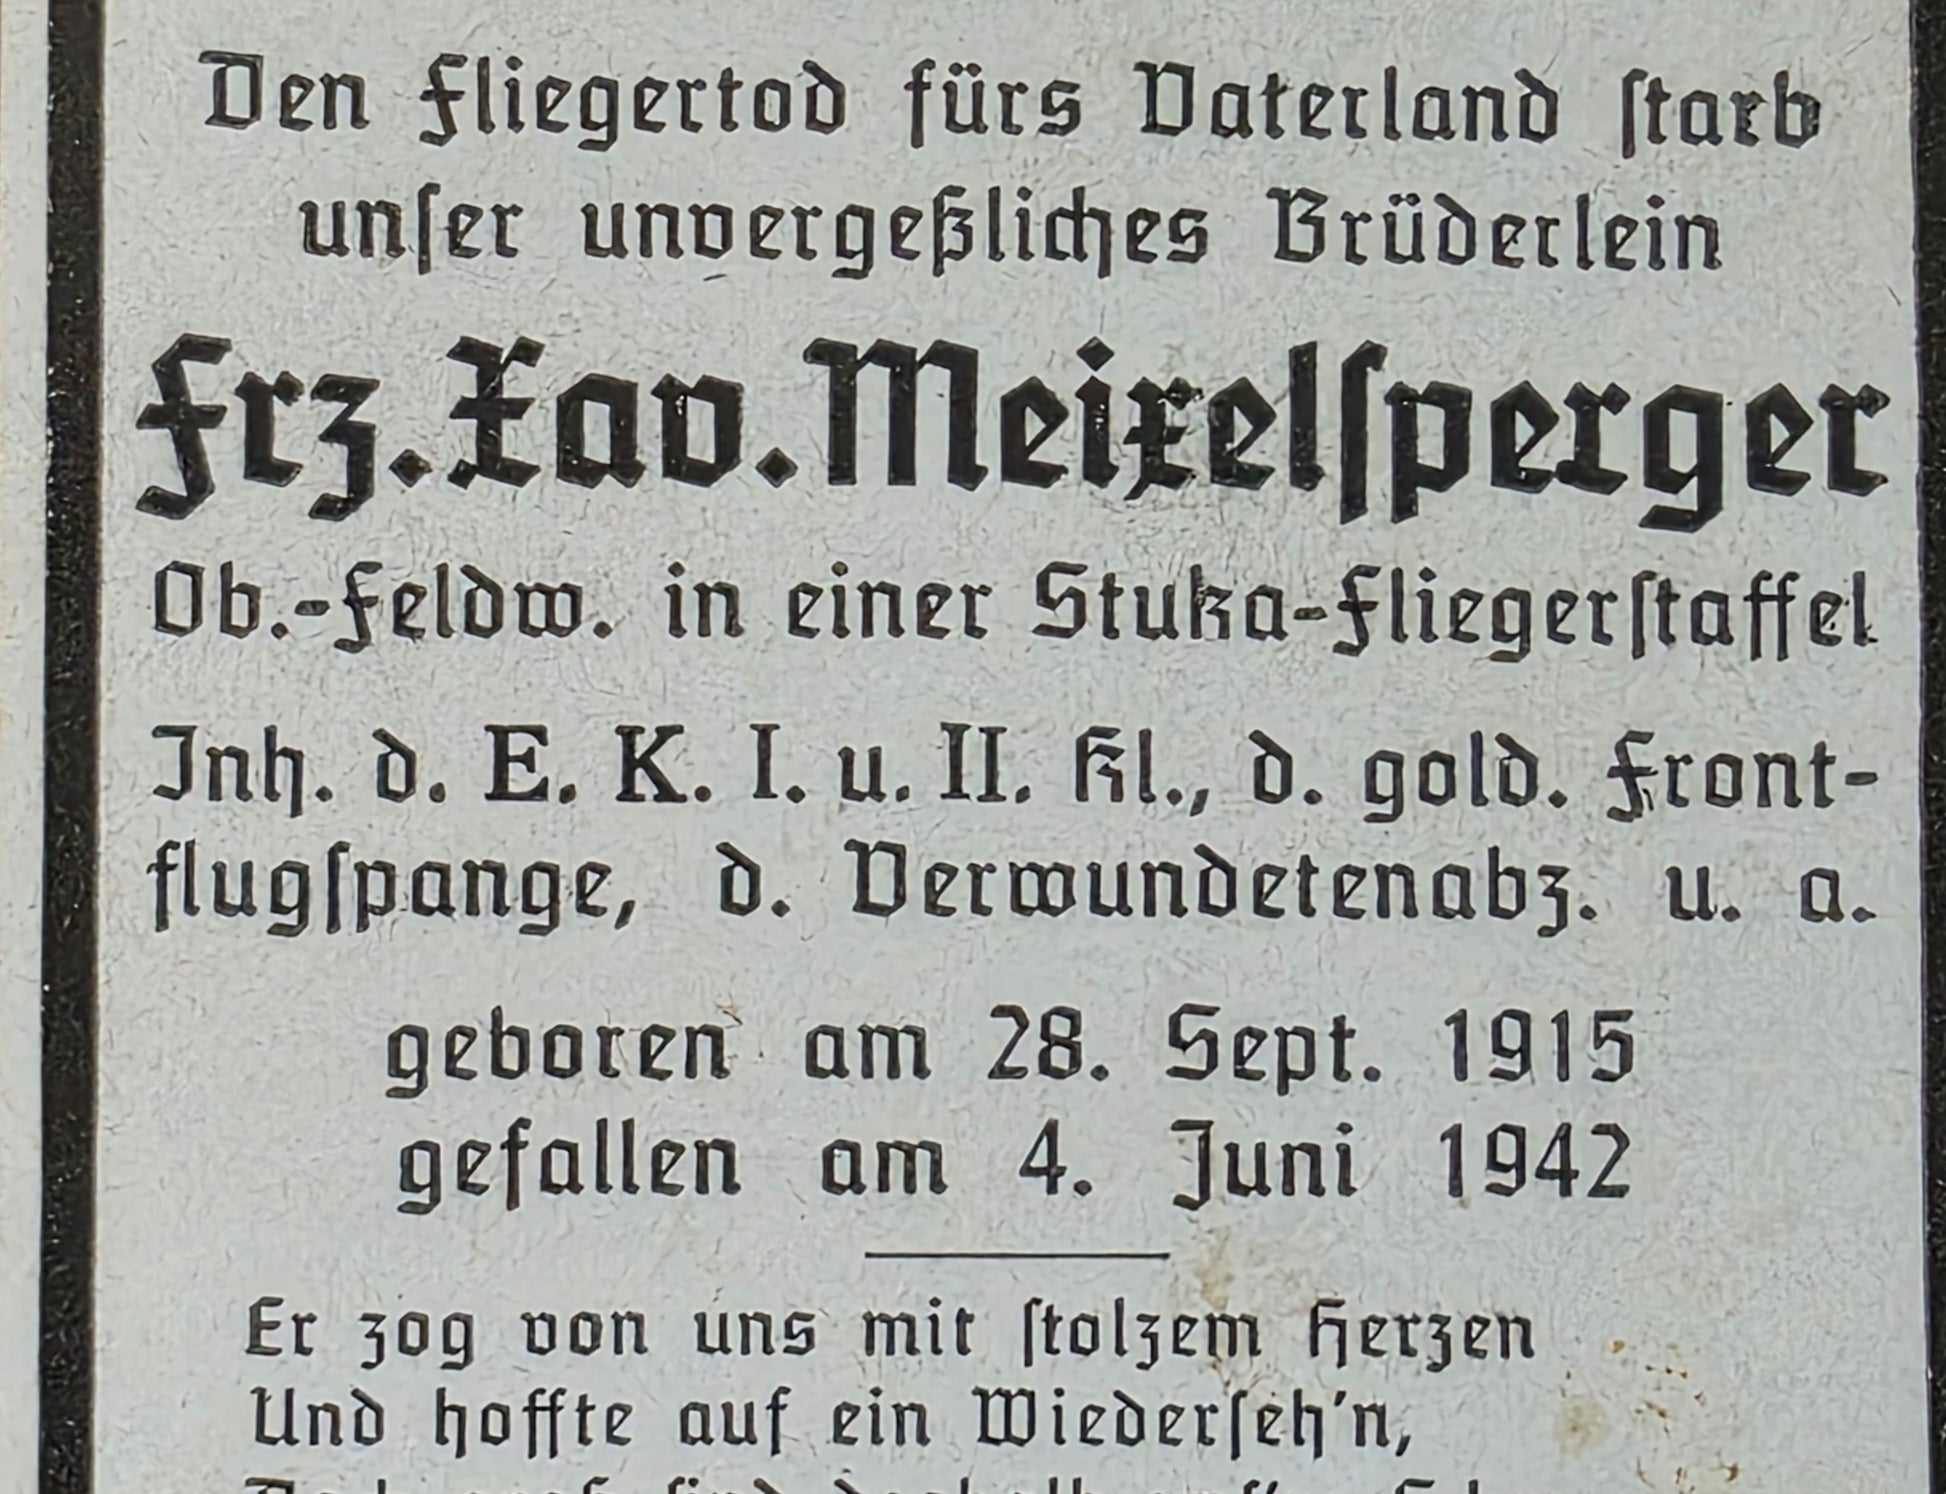 Den Fliegertod fürs Vaterland ſtarb
unſer unvergeßliches Brüderlein
Frz. Xav. Meixelſperger
Ob.-Feldw. in einer Stuka-Fliegerſtaffel
Inh. d. E. K. I. u. II. Kl., d. gold. Front-
flugſpange, d. Verwundetenabz. u. a.
geboren am 28. Sept. 1915
gefallen am 4. Juni 1942
Er zog von uns mit ſtolzem Herzen
Und hoffte auf ein Wiederſeh'n,